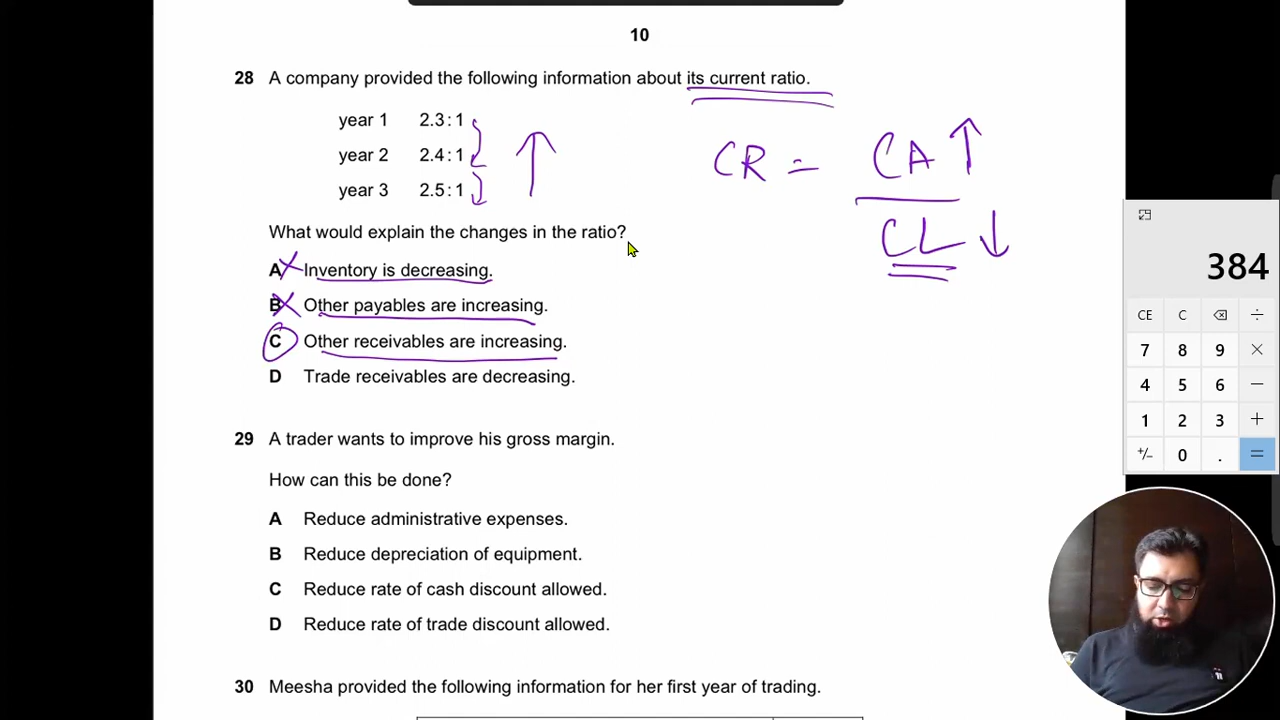 10
28 A company provided the following information about its current ratio.
year 1 2.3 : 1
year 2 2.4 : 1
year 3 2.5 : 1
CR = CA ↑
CL ↓
What would explain the changes in the ratio?
A Inventory is decreasing.
B Other payables are increasing.
C Other receivables are increasing.
D Trade receivables are decreasing.
29 A trader wants to improve his gross margin.
How can this be done?
A Reduce administrative expenses.
B Reduce depreciation of equipment.
C Reduce rate of cash discount allowed.
D Reduce rate of trade discount allowed.
30 Meesha provided the following information for her first year of trading.
384
CE C ⌫ ÷
7 8 9 ×
4 5 6 −
1 2 3 +
+/− 0 . =